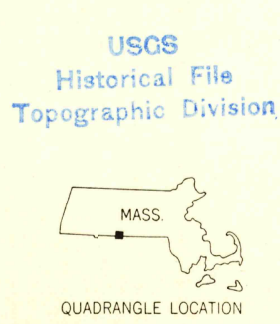 USGS
Historical File
Topographic Division
MASS.
QUADRANGLE LOCATION